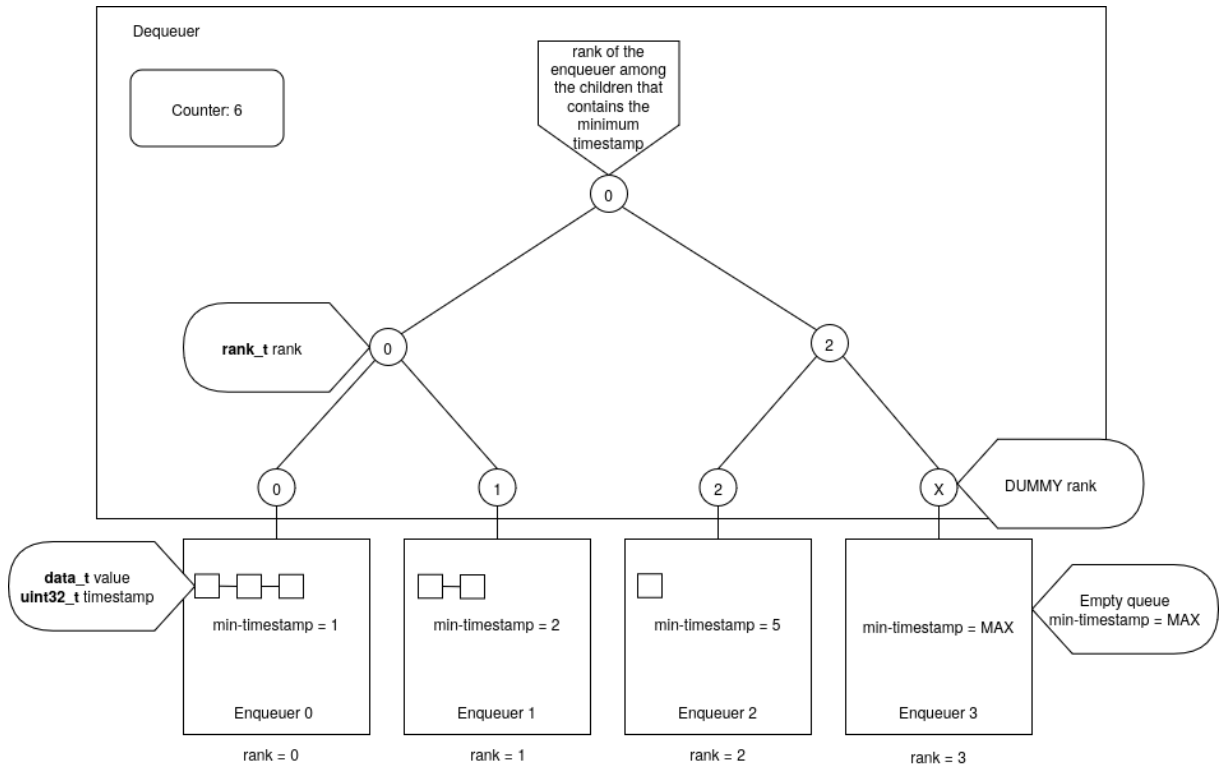 Dequeuer
Counter: 6
rank of the
enqueuer among
the children that
contains the
minimum
timestamp
0
rank_t rank
0
2
0
1
2
X
DUMMY rank
data_t value
uint32_t timestamp
min-timestamp = 1
Enqueuer 0
rank = 0
min-timestamp = 2
Enqueuer 1
rank = 1
min-timestamp = 5
Enqueuer 2
rank = 2
min-timestamp = MAX
Enqueuer 3
rank = 3
Empty queue
min-timestamp = MAX